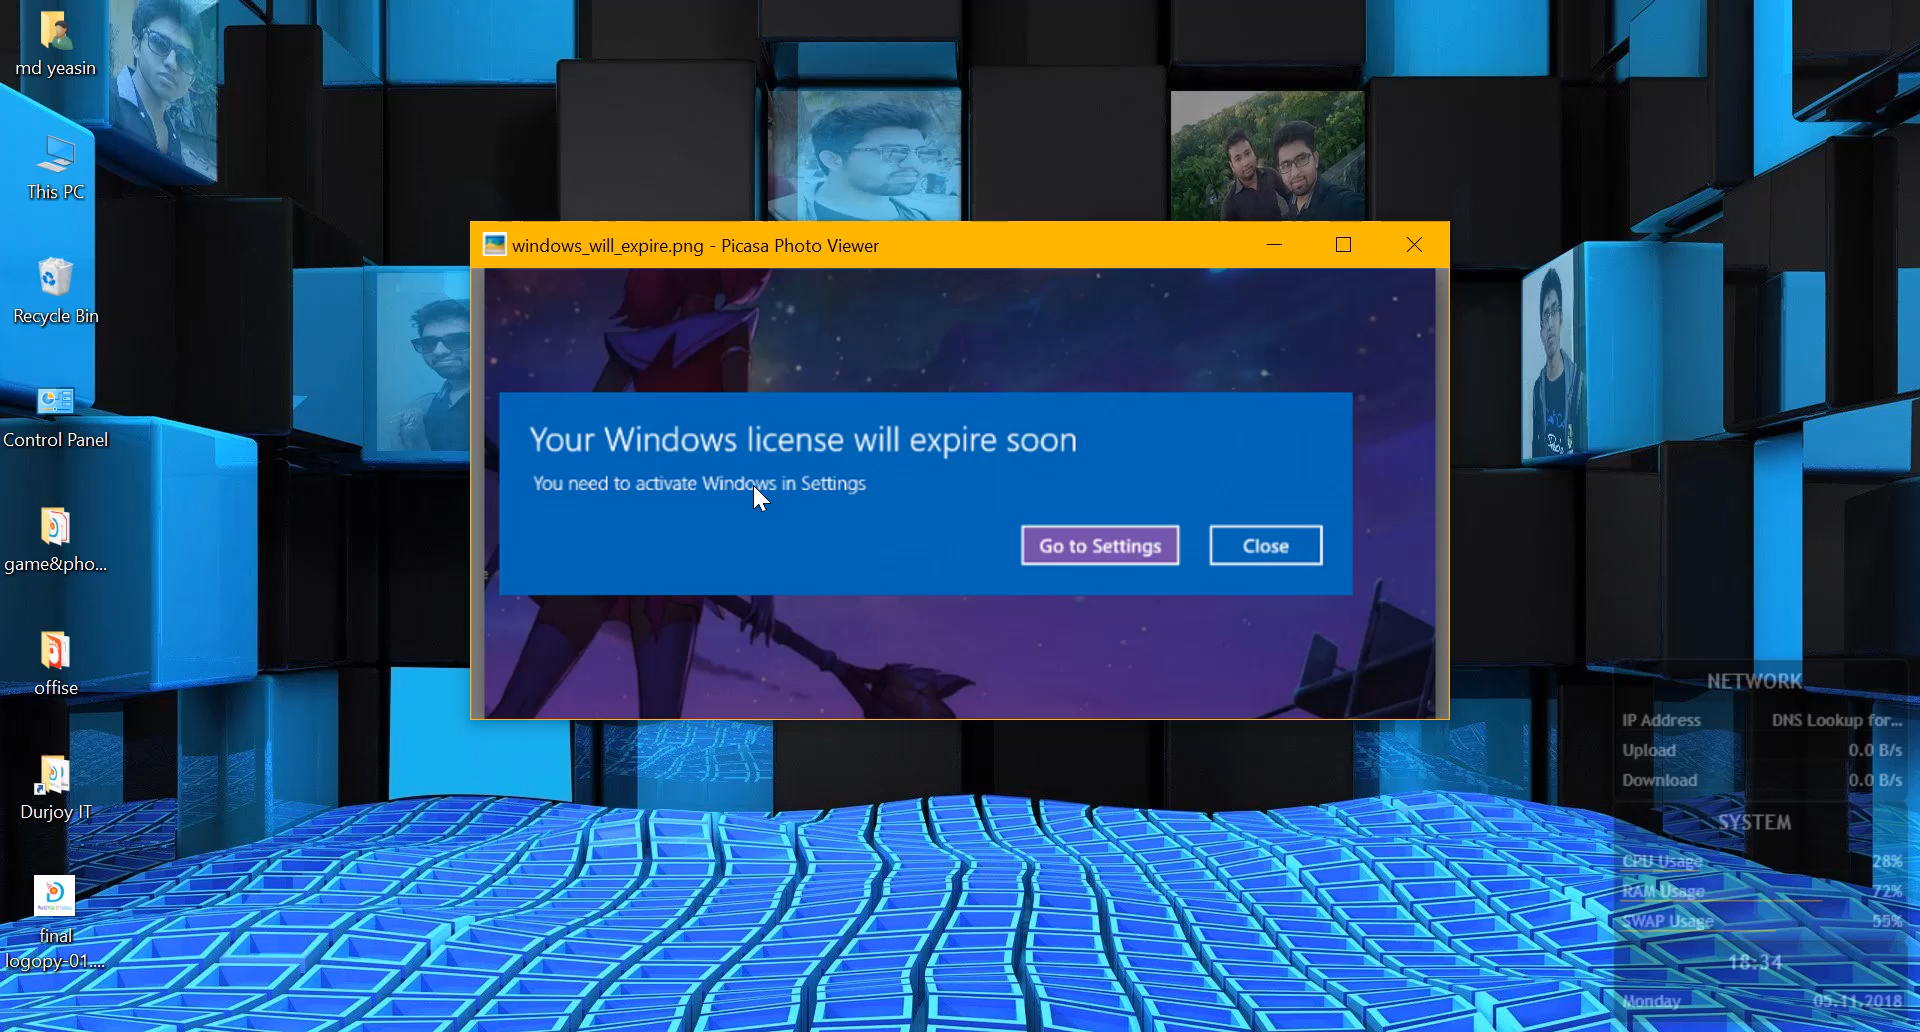 md yeasin
This PC
Recycle Bin
Control Panel
game&pho...
offise
Durjoy IT
final
logopy-01....
windows_will_expire.png - Picasa Photo Viewer
Your Windows license will expire soon
You need to activate Windows in Settings
Go to Settings
Close
NETWORK
IP Address DNS Lookup for...
Upload 0.0 B/s
Download 0.0 B/s
SYSTEM
CPU Usage 28%
RAM Usage 72%
SWAP Usage 55%
18:34
Monday 05.11.2018